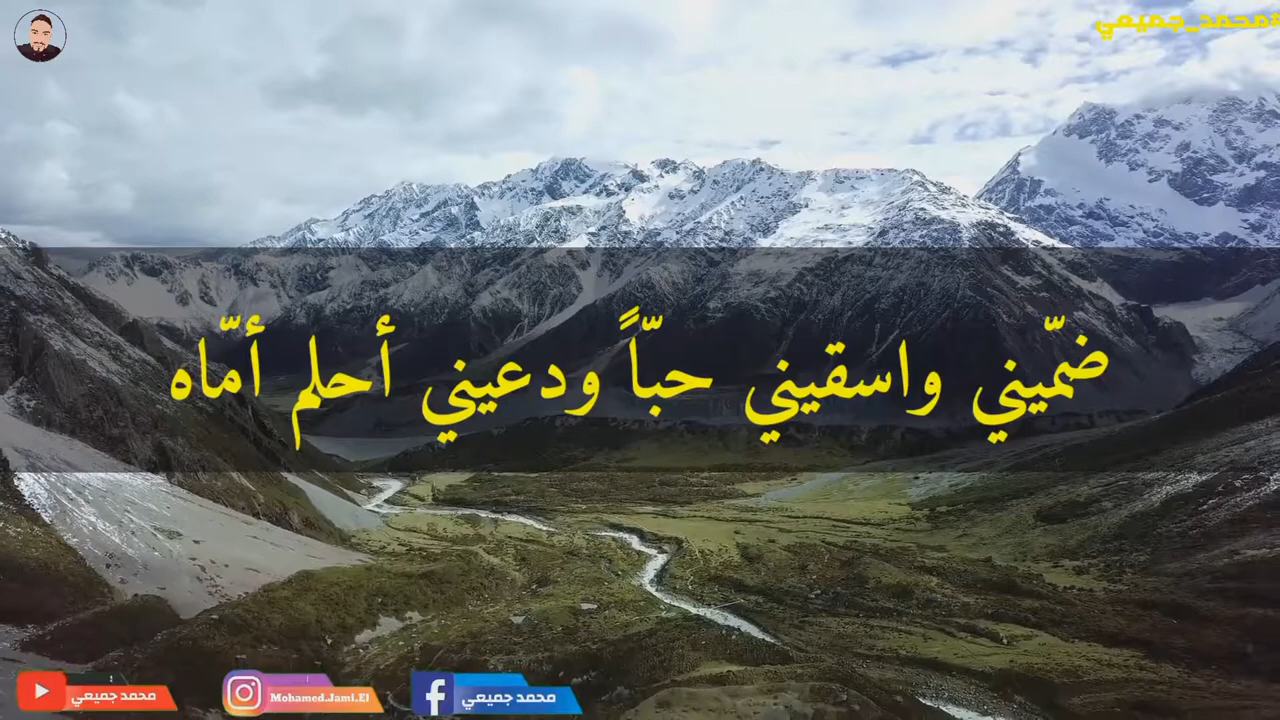 #محمد_جميعي
ضمّيني واسقيني حبّاً ودعيني أحلم أمّاه
محمد جميعي
Mohamed.Jami.El
محمد جميعي